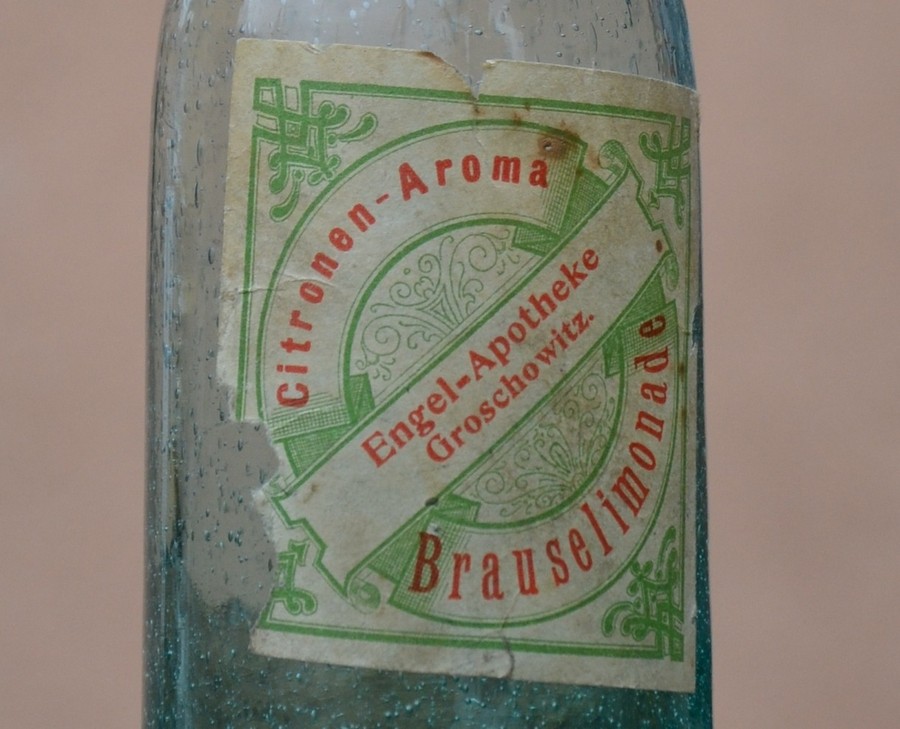 Citronen-Aroma
Engel-Apotheke
Groschowitz.
Brauselimonade.